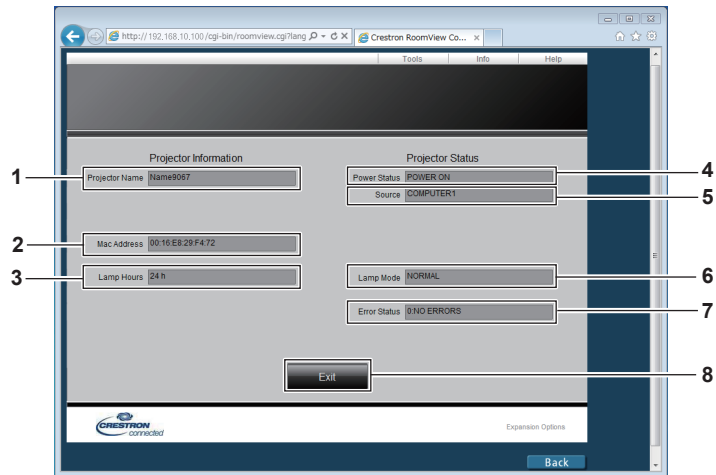 http://192.168.10.100/cgi-bin/roomview.cgi?lang
Crestron RoomView Co...
Tools Info Help
Projector Information
Projector Status
1 Projector Name Name9067
Power Status POWER ON 4
Source COMPUTER1 5
2 Mac Address 00:16:E8:29:F4:72
3 Lamp Hours 24 h
Lamp Mode NORMAL 6
Error Status 0:NO ERRORS 7
Exit 8
CRESTRON
connected
Expansion Options
Back